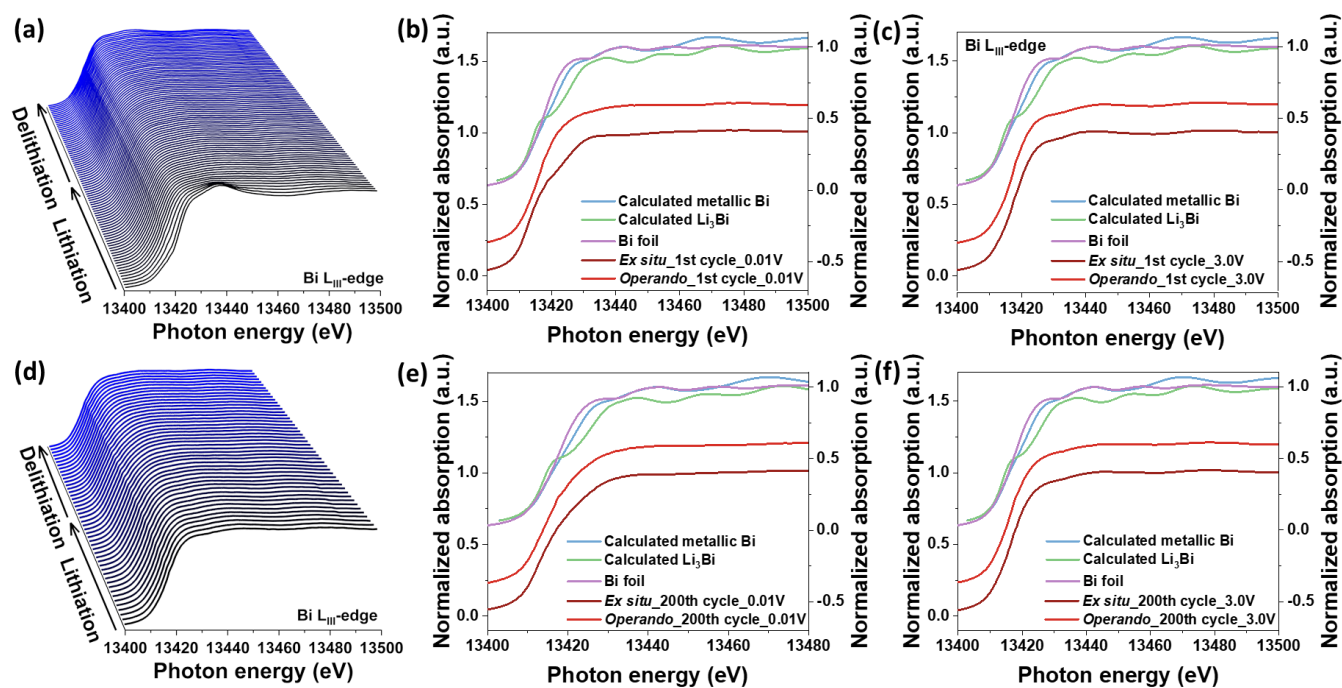 (a)
Delithiation
Lithiation
Bi LIII-edge
13400 13420 13440 13460 13480 13500
Photon energy (eV)
(b)
Normalized absorption (a.u.)
1.5
1.0
0.5
0.0
1.0
0.5
0.0
-0.5
Normalized absorption (a.u.)
Calculated metallic Bi
Calculated Li3Bi
Bi foil
Ex situ_1st cycle_0.01V
Operando_1st cycle_0.01V
13400 13420 13440 13460 13480 13500
Photon energy (eV)
(c)
Bi LIII-edge
1.5
1.0
0.5
0.0
1.0
0.5
0.0
-0.5
Normalized absorption (a.u.)
Calculated metallic Bi
Calculated Li3Bi
Bi foil
Ex situ_1st cycle_3.0V
Operando_1st cycle_3.0V
13400 13420 13440 13460 13480 13500
Phonton energy (eV)
(d)
Delithiation
Lithiation
Bi LIII-edge
13400 13420 13440 13460 13480 13500
Photon energy (eV)
(e)
Normalized absorption (a.u.)
1.5
1.0
0.5
0.0
1.0
0.5
0.0
-0.5
Normalized absorption (a.u.)
Calculated metallic Bi
Calculated Li3Bi
Bi foil
Ex situ_200th cycle_0.01V
Operando_200th cycle_0.01V
13400 13420 13440 13460 13480
Photon energy (eV)
(f)
1.5
1.0
0.5
0.0
1.0
0.5
0.0
-0.5
Normalized absorption (a.u.)
Calculated metallic Bi
Calculated Li3Bi
Bi foil
Ex situ_200th cycle_3.0V
Operando_200th cycle_3.0V
13400 13420 13440 13460 13480 13500
Photon energy (eV)